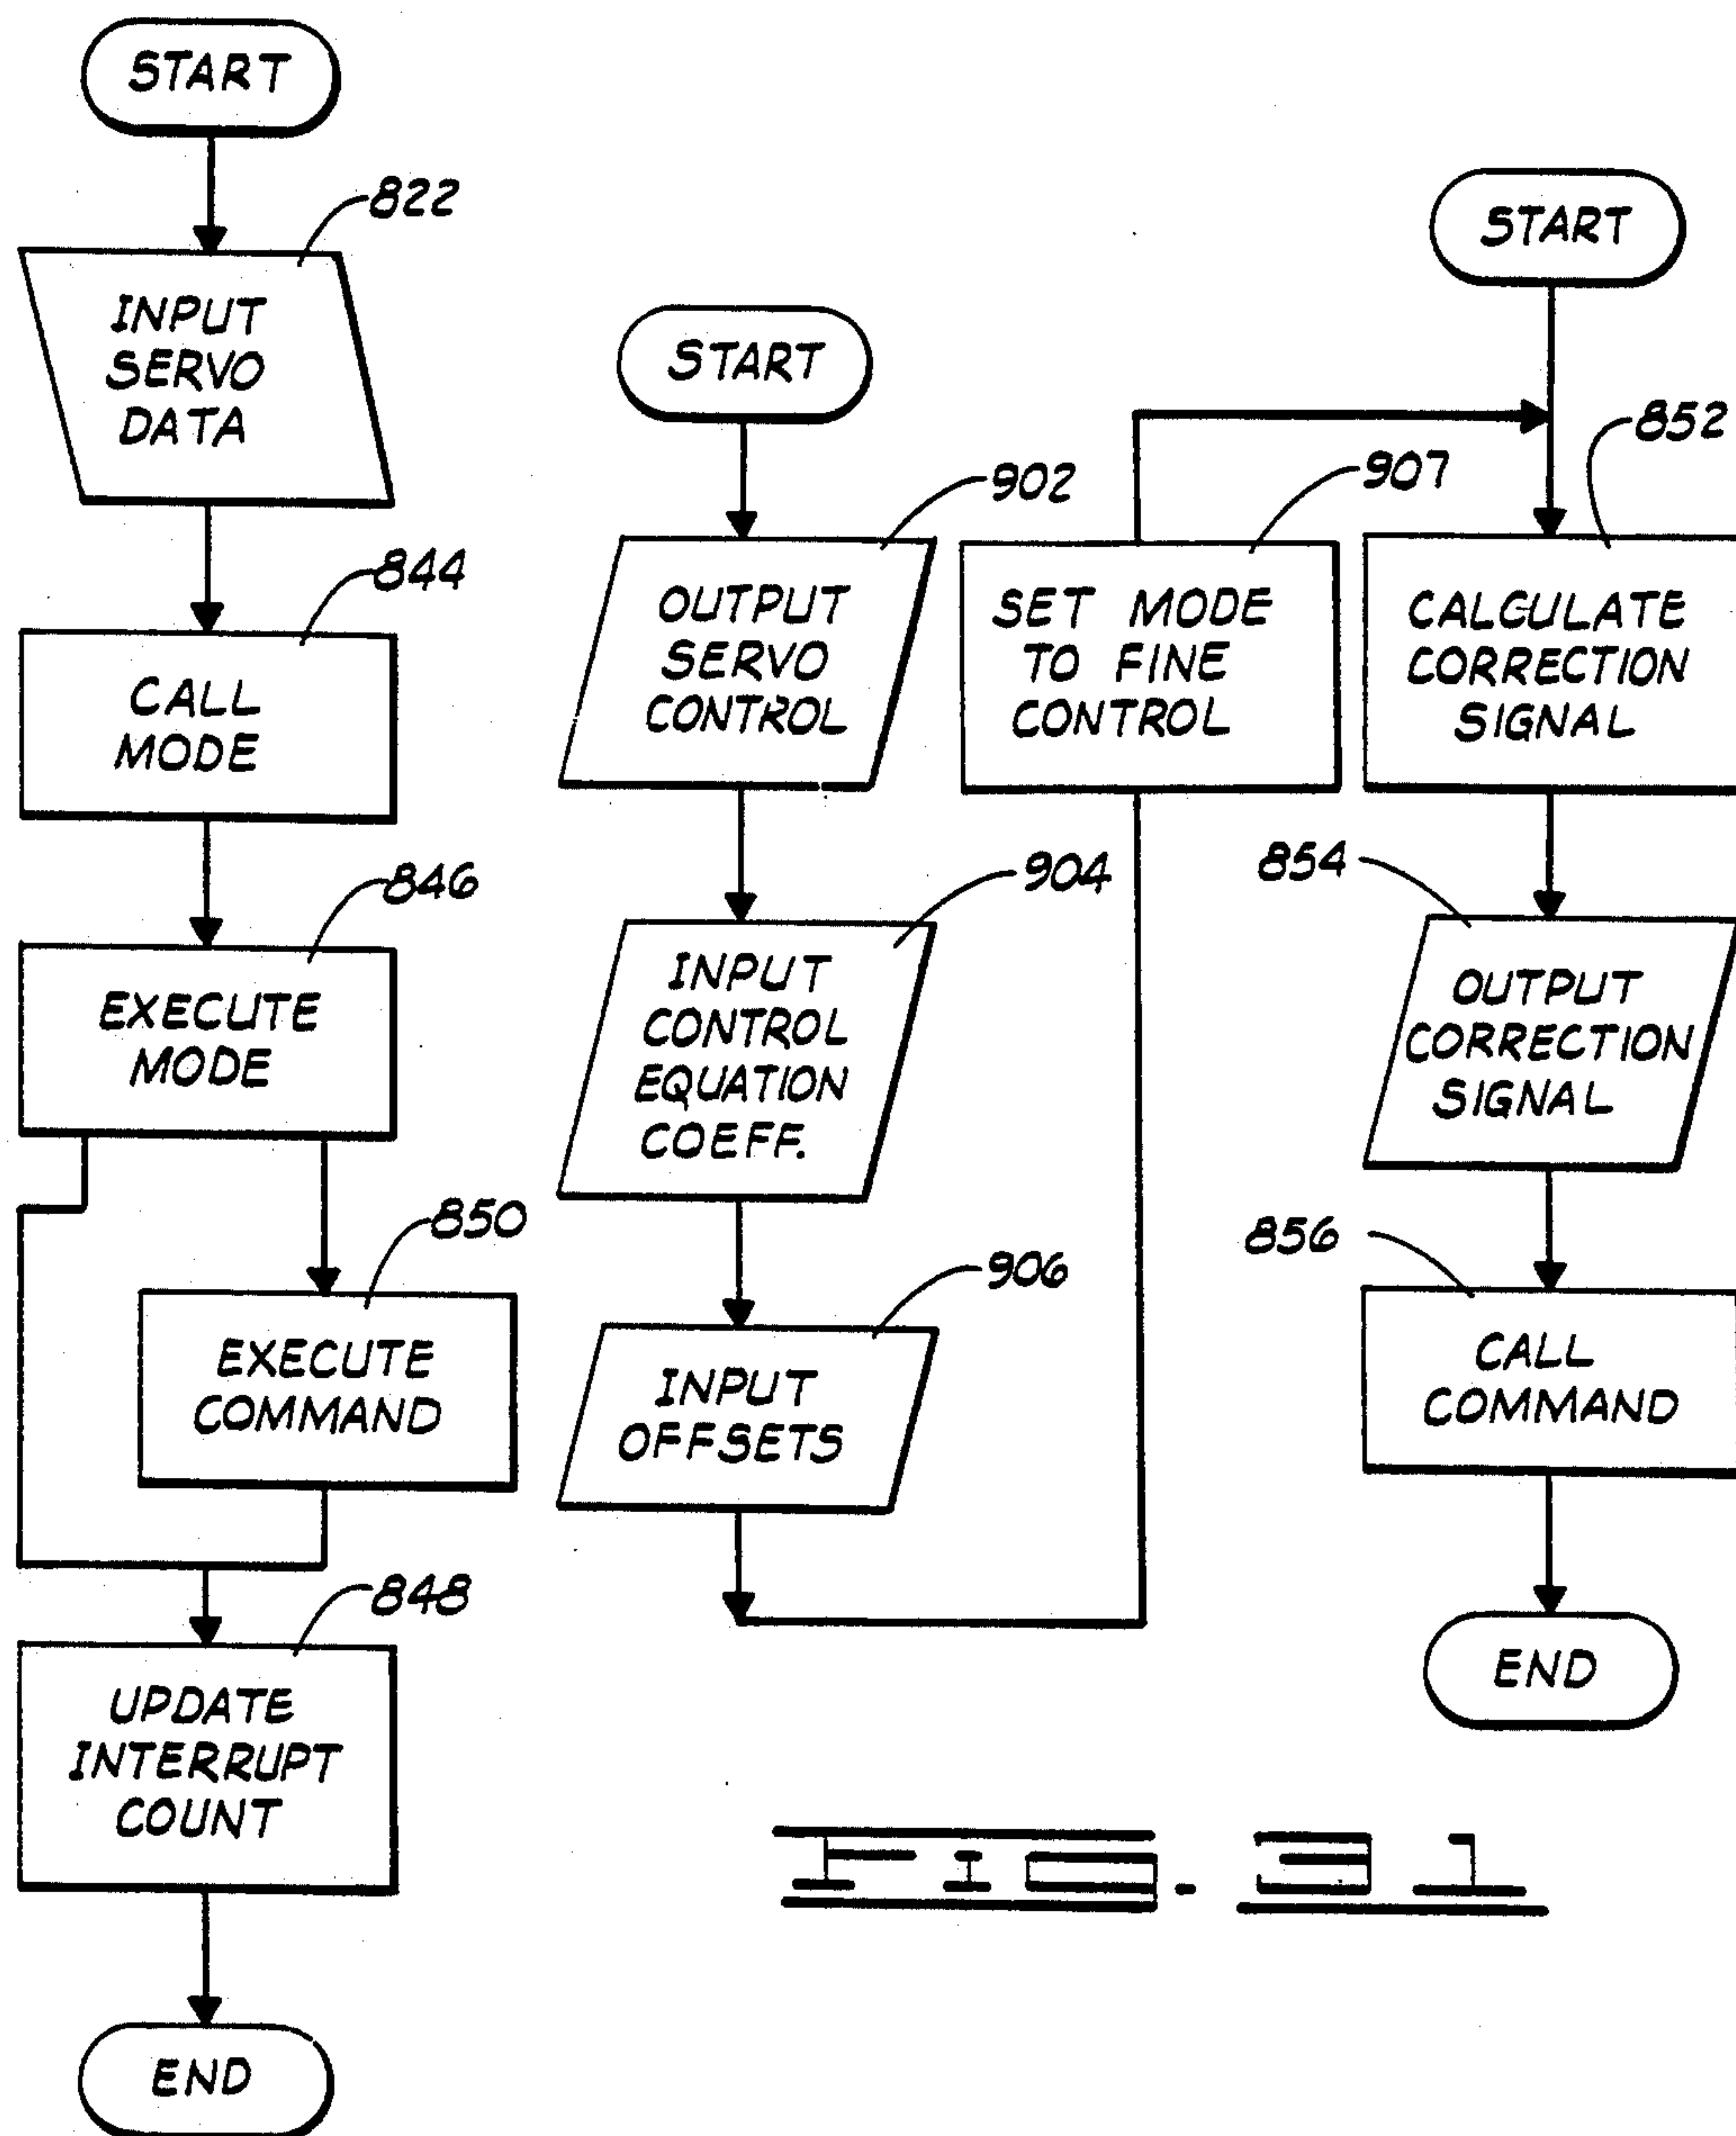 START
822
INPUT
SERVO
DATA
844
CALL
MODE
846
EXECUTE
MODE
850
EXECUTE
COMMAND
848
UPDATE
INTERRUPT
COUNT
END
START
902
OUTPUT
SERVO
CONTROL
904
INPUT
CONTROL
EQUATION
COEFF.
906
INPUT
OFFSETS
907
SET MODE
TO FINE
CONTROL
START
852
CALCULATE
CORRECTION
SIGNAL
854
OUTPUT
CORRECTION
SIGNAL
856
CALL
COMMAND
END
FIG. 31